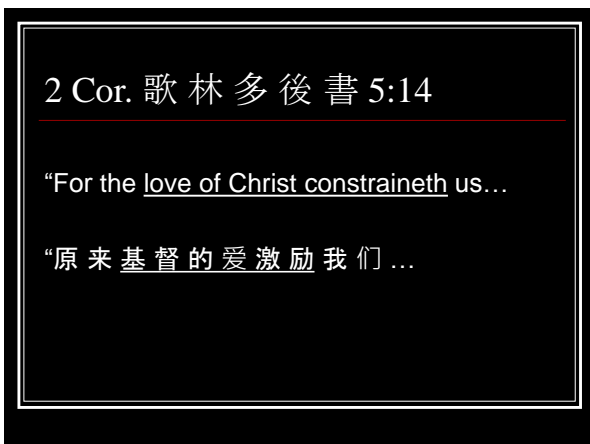 2 Cor. 歌 林 多 後 書 5:14
“For the love of Christ constraineth us…
“原 来 基 督 的 爱 激 励 我 们 …